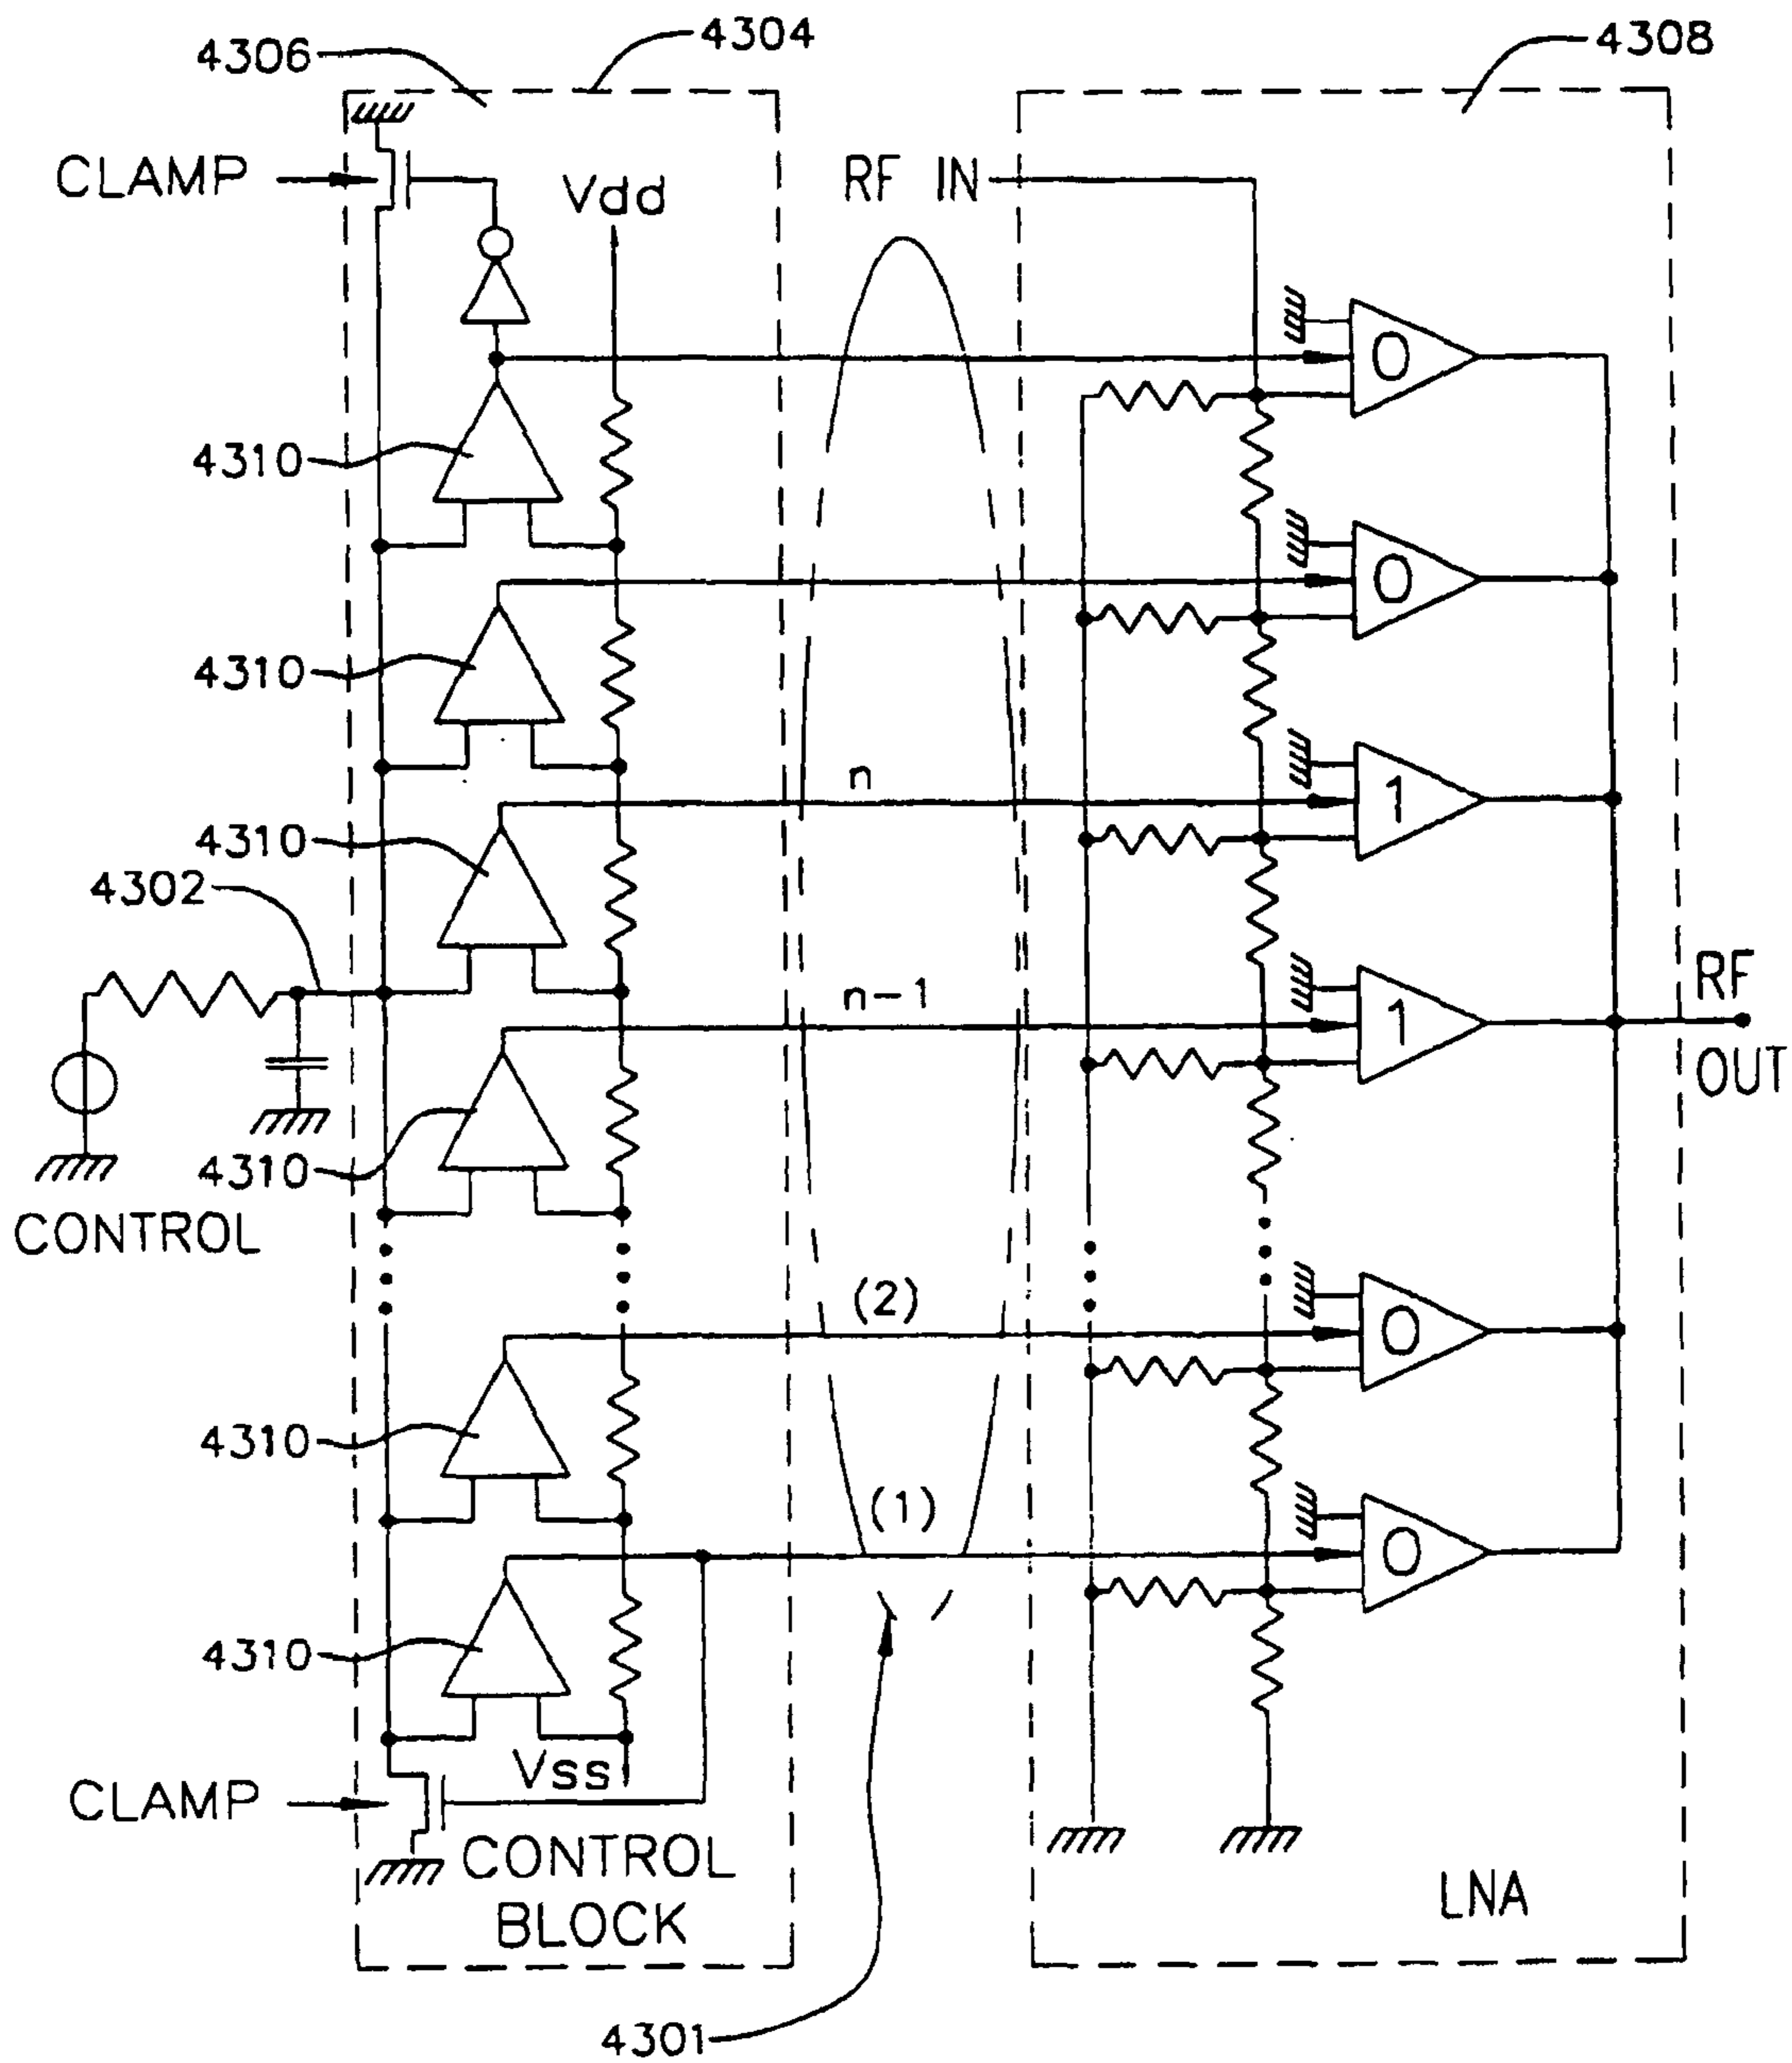 4306
4304
4308
CLAMP
Vdd
RF IN
0
4310
0
4310
n
1
4310
4302
n-1
1
RF
OUT
4310
CONTROL
(2)
0
4310
(1)
0
4310
Vss
CLAMP
CONTROL
BLOCK
LNA
4301